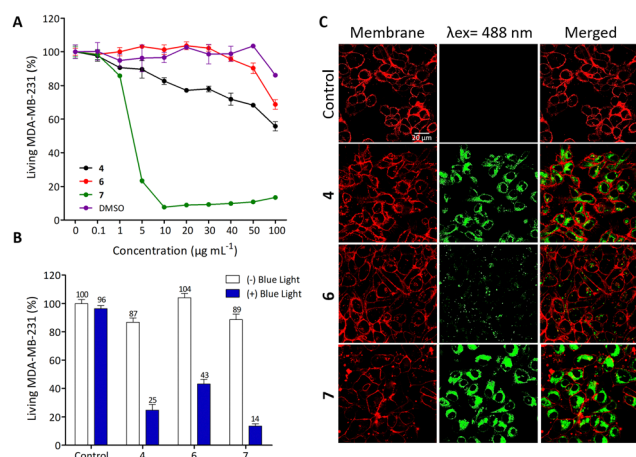 A
Living MDA-MB-231 (%)
120
100
80
60
40
20
0
4
6
7
DMSO
0 0.1 1 5 10 20 30 40 50 100
Concentration (µg mL⁻¹)
B
Living MDA-MB-231 (%)
120
100
80
60
40
20
0
(-) Blue Light
(+) Blue Light
100 96 87 25 104 43 89 14
Control 4 6 7
C
Membrane λex= 488 nm Merged
Control
20 µm
4
6
7